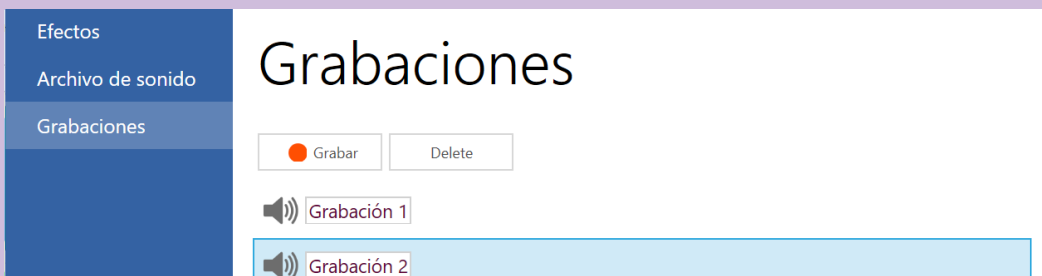 Efectos
Archivo de sonido
Grabaciones
Grabaciones
Grabar Delete
Grabación 1
Grabación 2